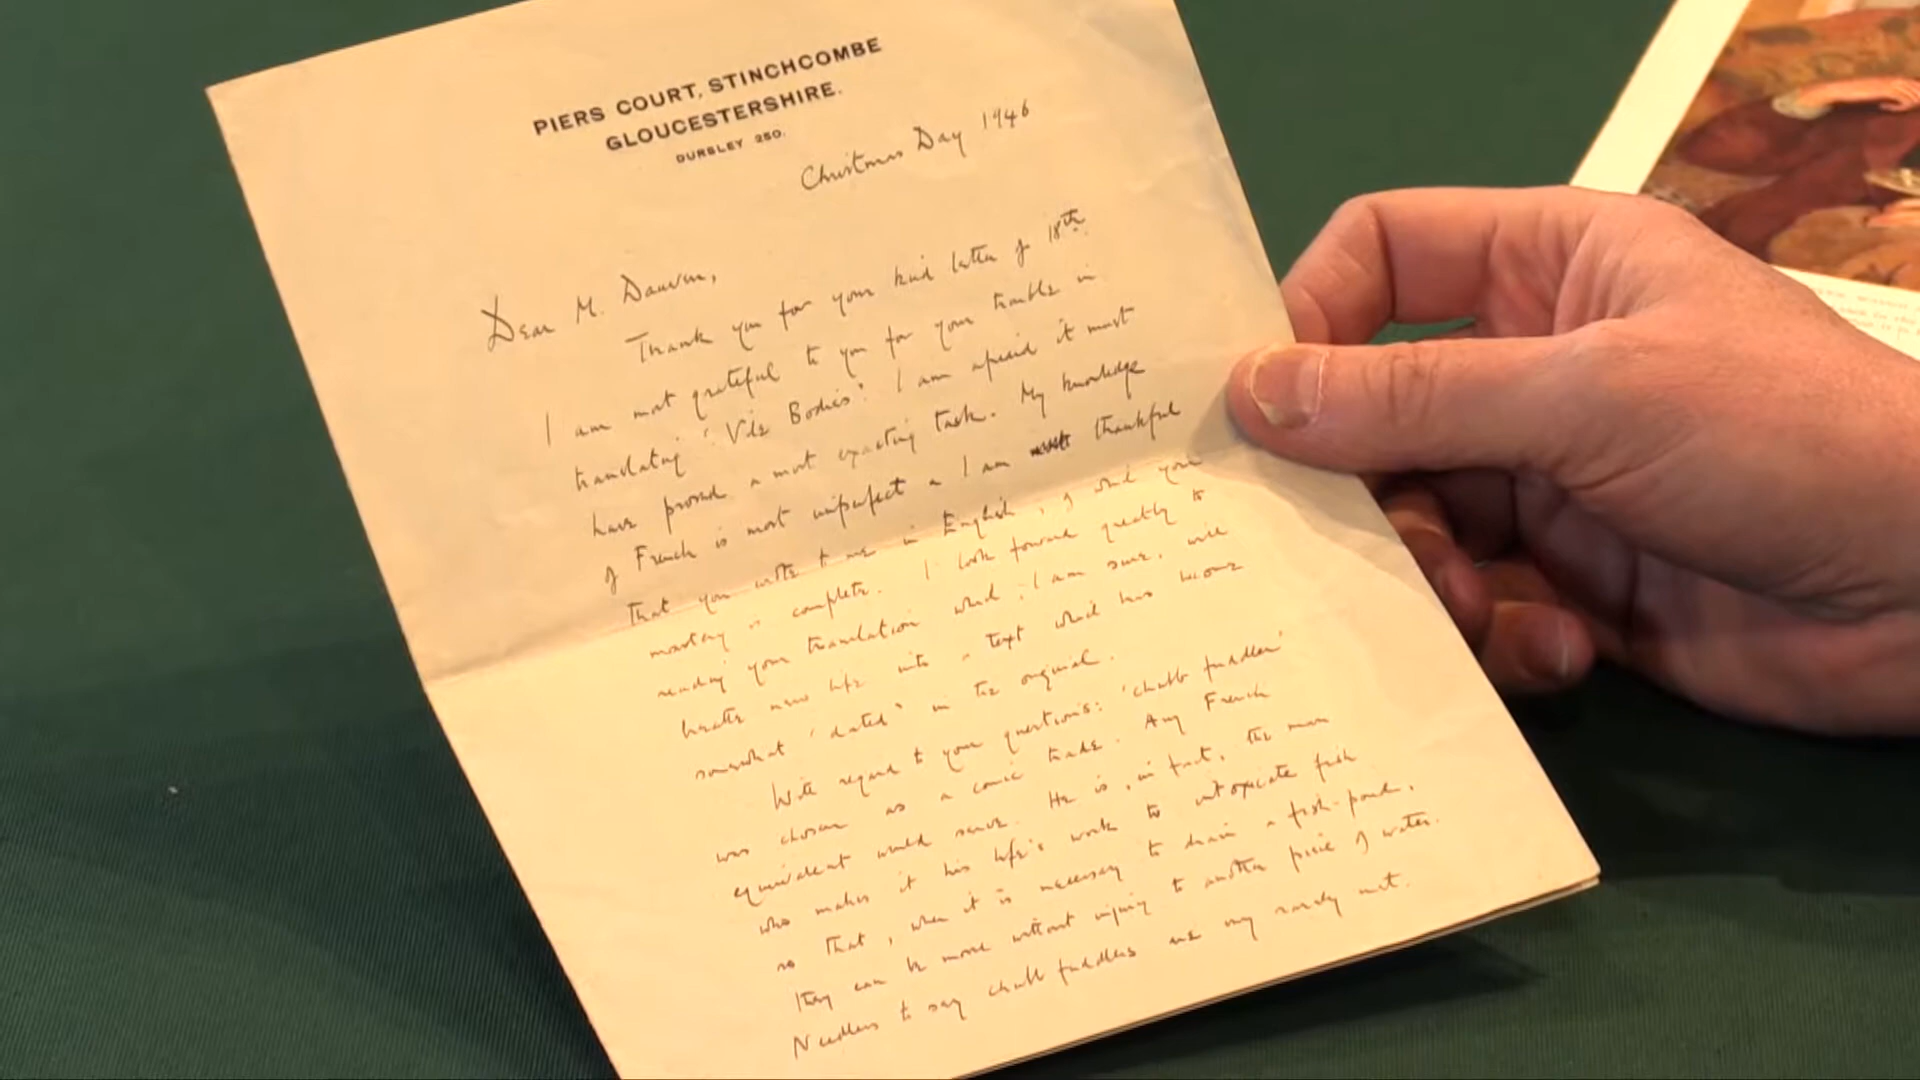 PIERS COURT, STINCHCOMBE
GLOUCESTERSHIRE.
DURSLEY 250.
Christmas Day 1946
Dear M.
Thank you for your kind letter of 18th.
I am most grateful to you for your trouble in
translating 'Vile Bodies'. I am afraid it must
have proved a most exacting task. My knowledge
of French is most imperfect & I am thankful
that you write to me in English, of which your
mastery is complete. I look forward greatly to
reading your translation which, I am sure, will
breathe new life into a text which has become
somewhat 'dated' in the original.
With regard to your questions: 'chubb fuddler'
was chosen as a comic trade. Any French
equivalent would serve. He is, in fact, the man
who makes it his life's work to intoxicate fish
so that, when it is necessary to drain a fish-pond,
they can be moved without injury to another piece of water.
Needless to say chubb fuddlers are very rarely met.